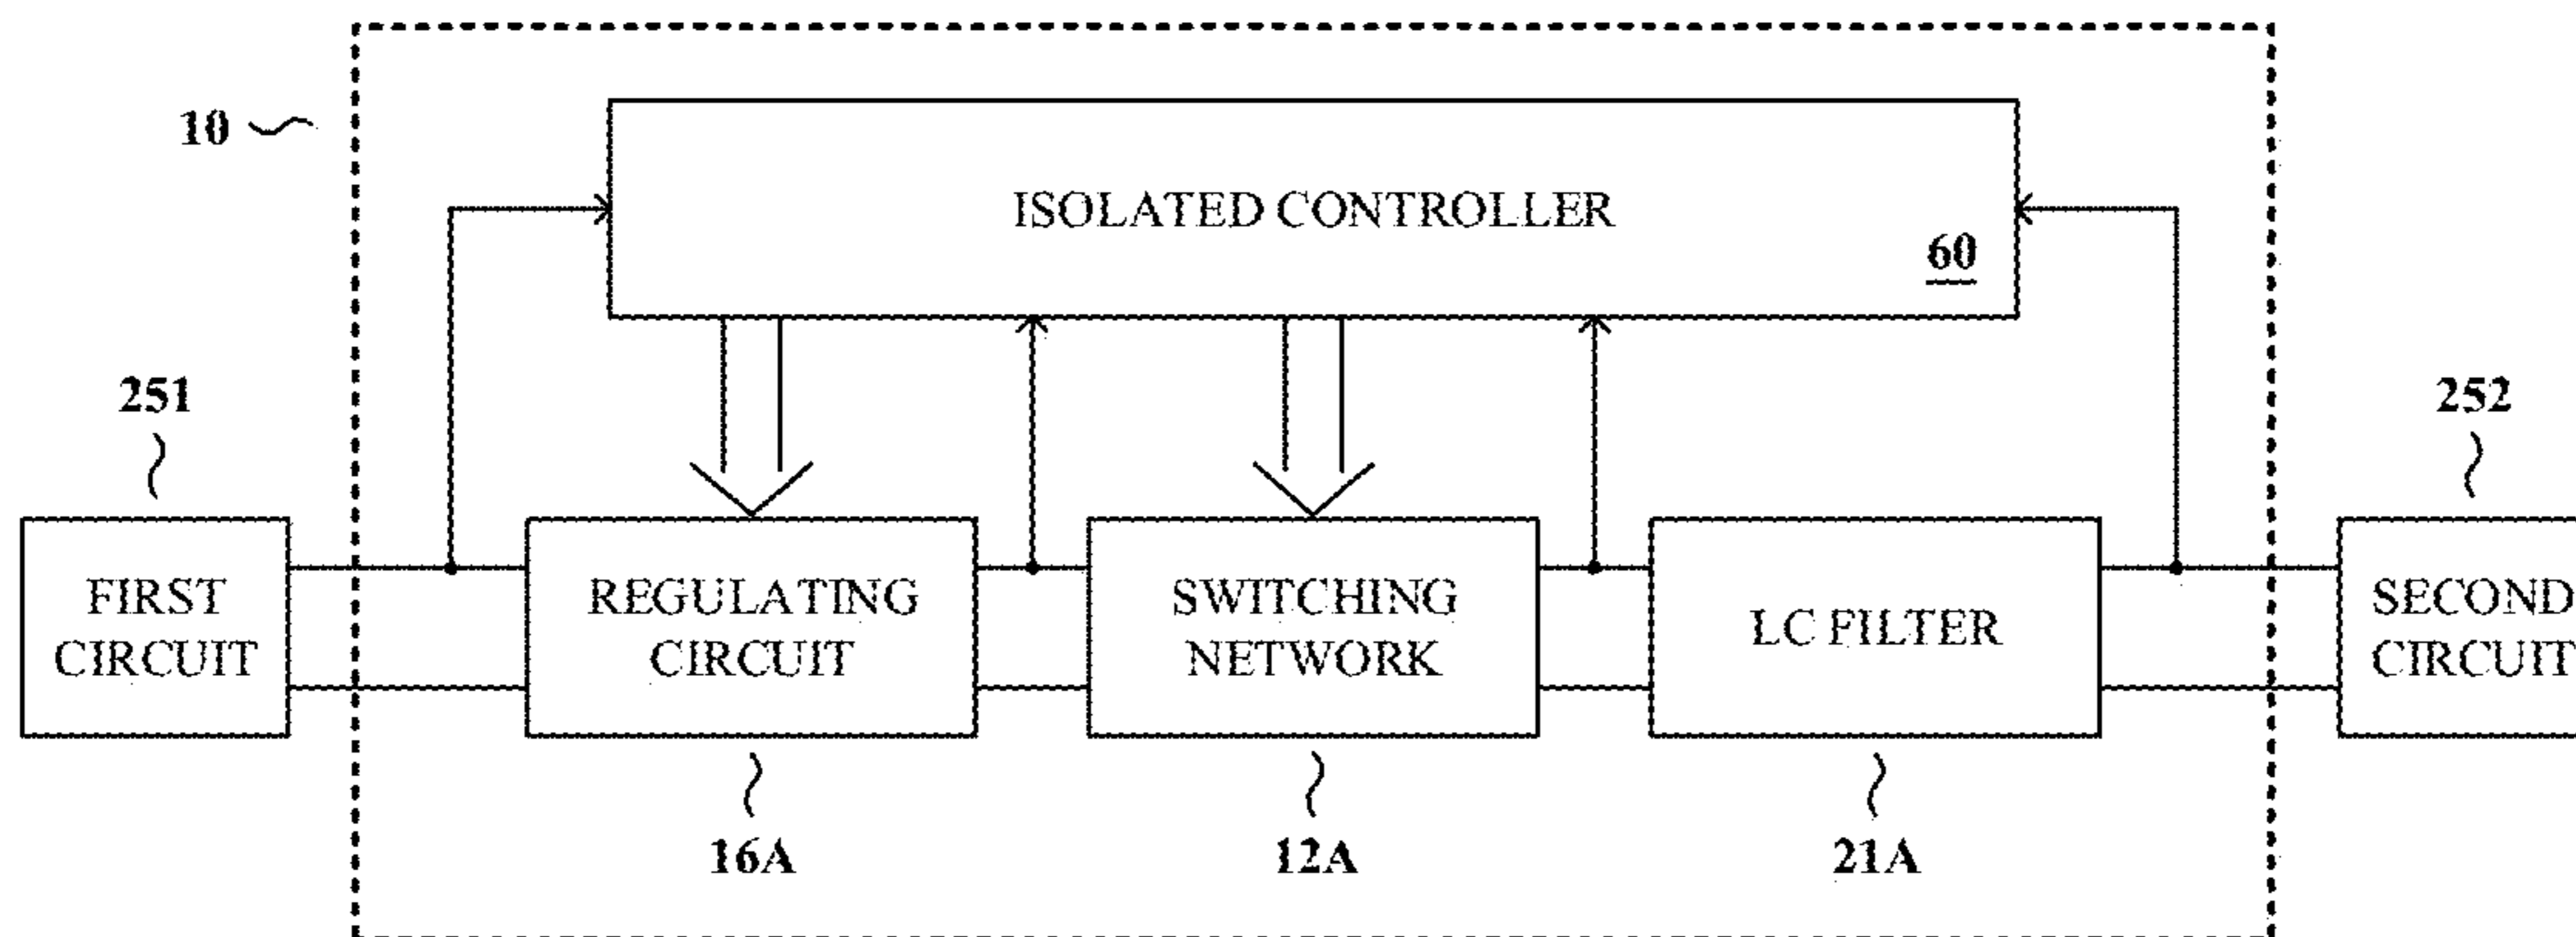 10
ISOLATED CONTROLLER
60
251
252
FIRST
CIRCUIT
REGULATING
CIRCUIT
SWITCHING
NETWORK
LC FILTER
SECOND
CIRCUIT
16A
12A
21A